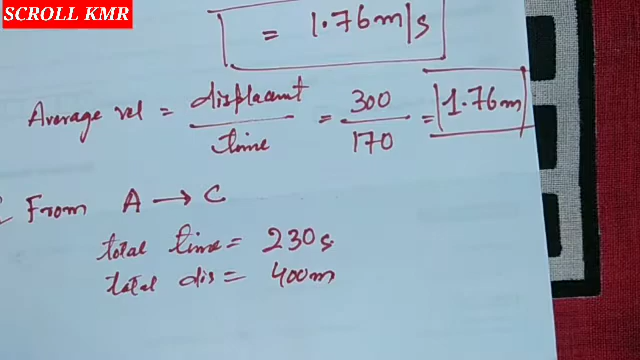 SCROLL KMR
= 1.76m/s
Average vel = displacemt / time = 300 / 170 = 1.76m
From A → C
total time = 230s
total dis = 400m